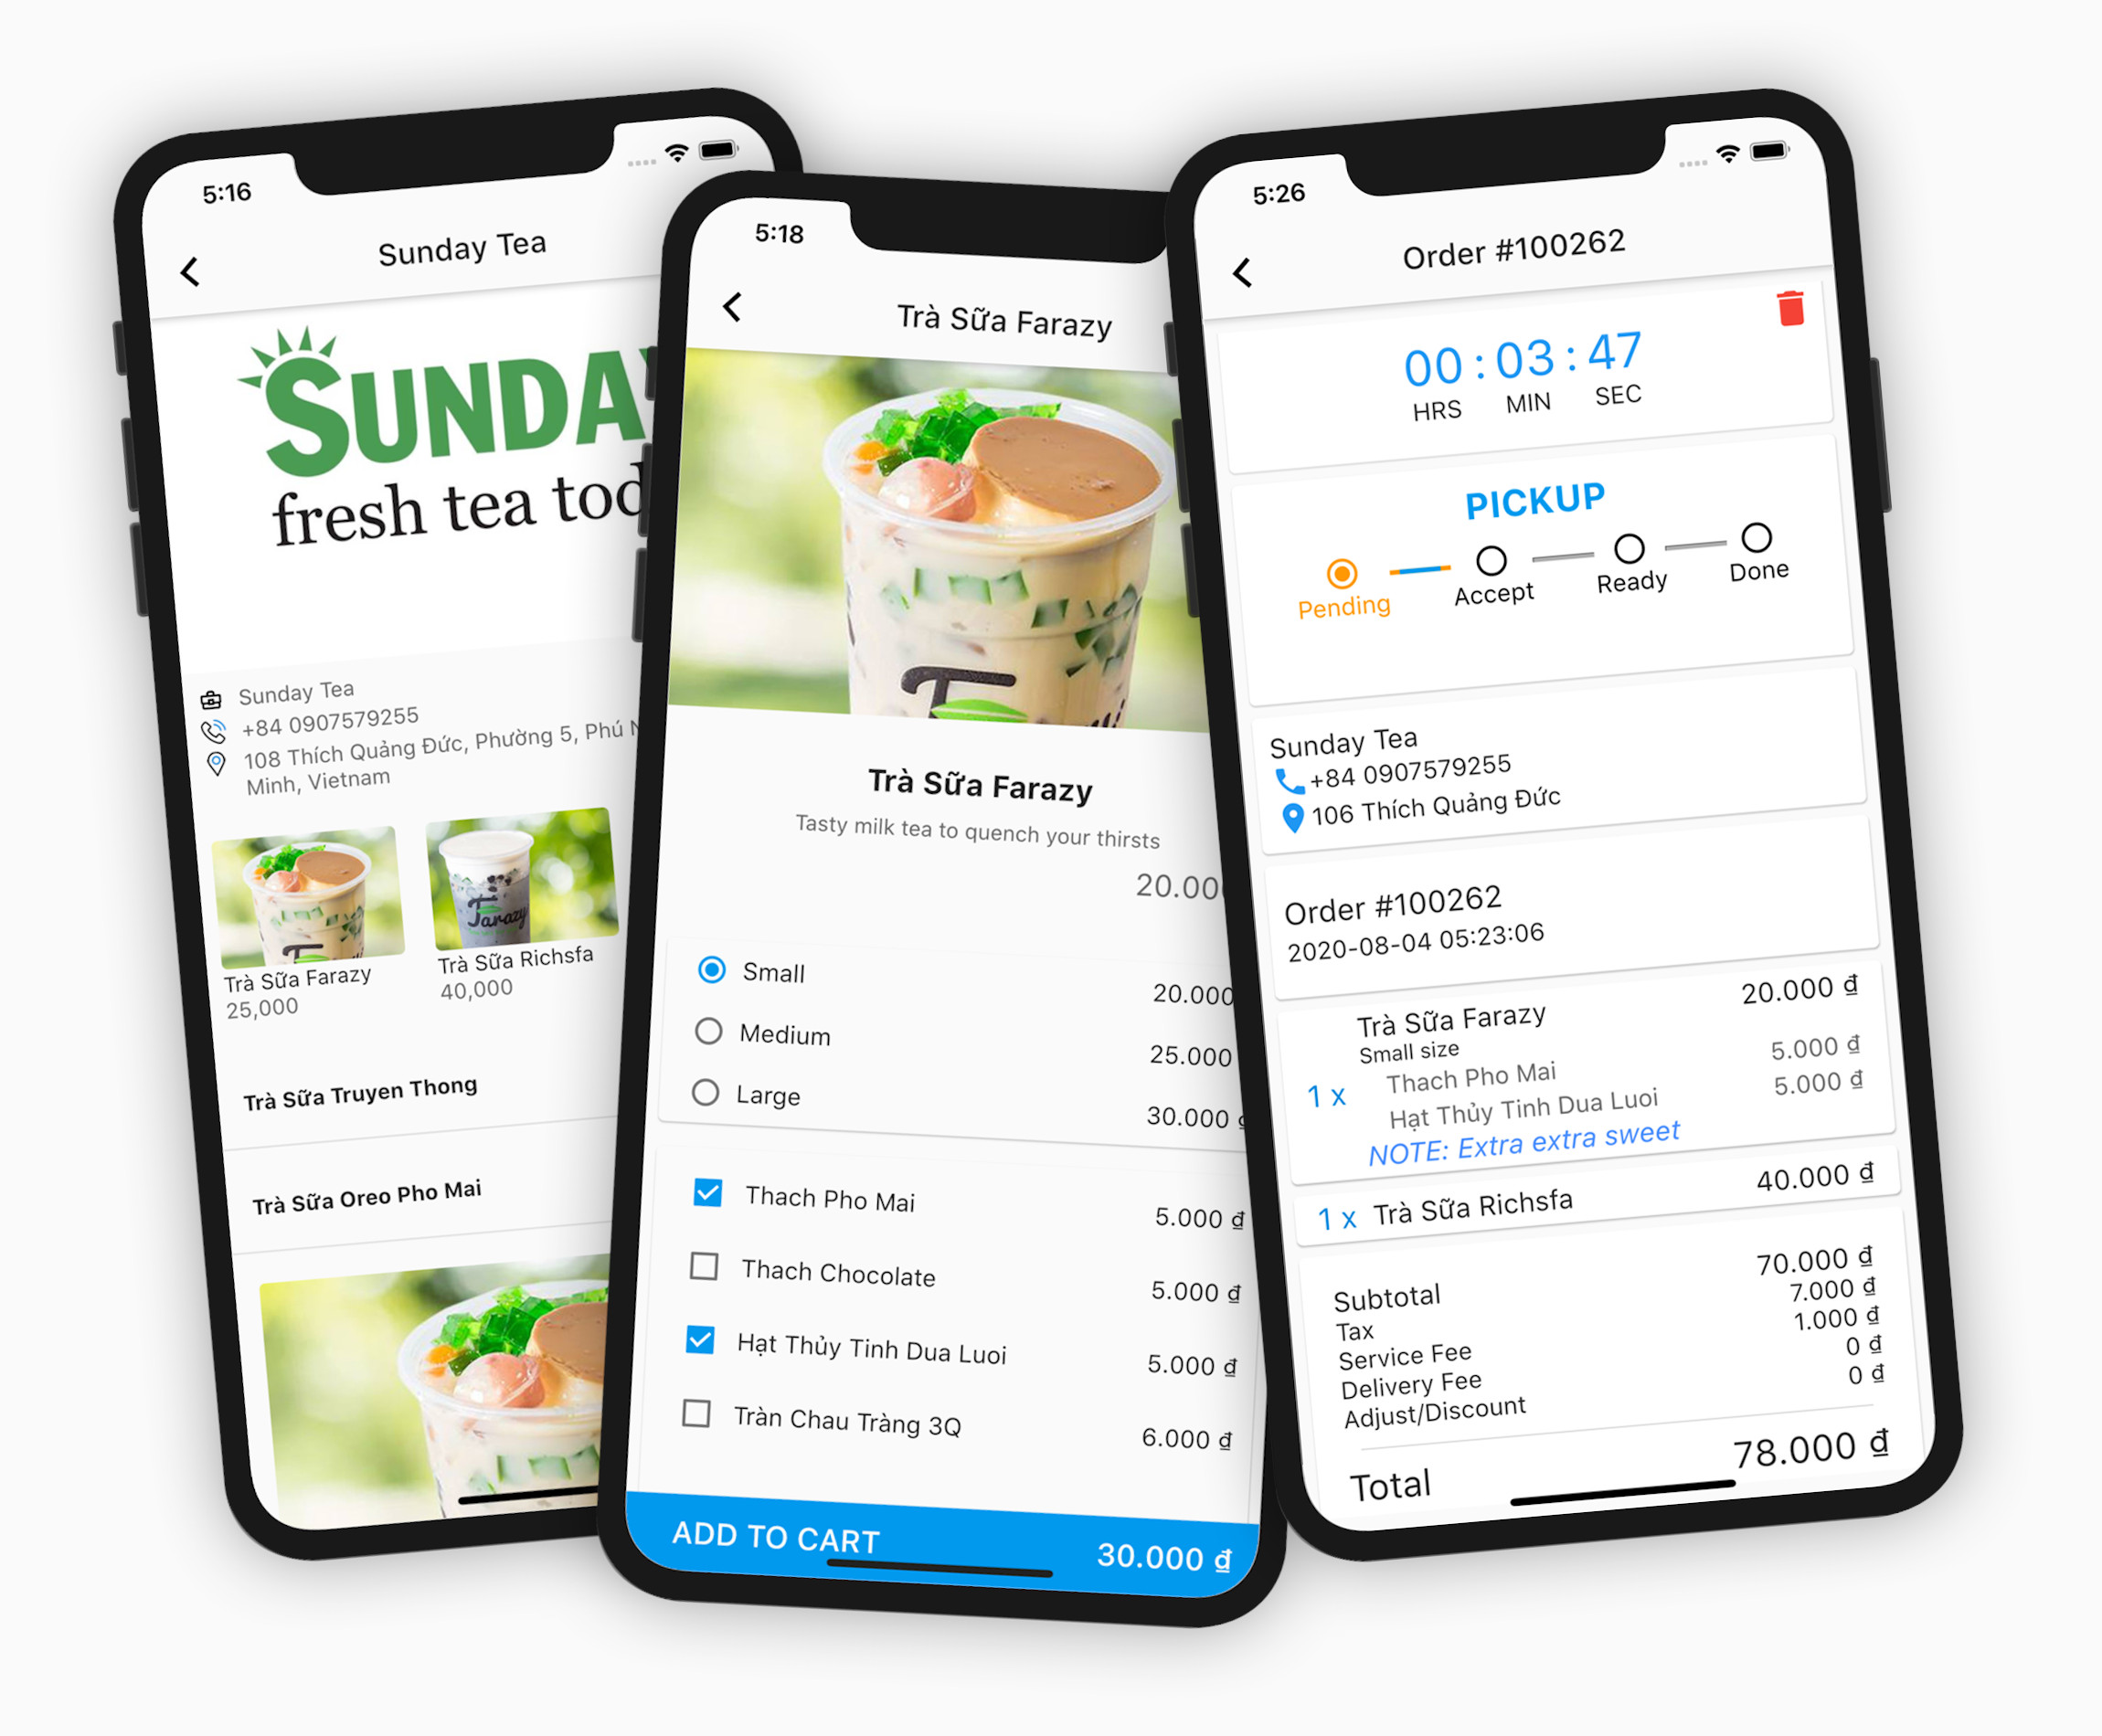 5:16
Sunday Tea
SUNDAY
fresh tea tod
Sunday Tea
+84 0907579255
108 Thích Quảng Đức, Phường 5, Phú N
Minh, Vietnam
Trà Sữa Farazy
25,000
Trà Sữa Richsfa
40,000
Farazy
Trà Sữa Truyen Thong
Trà Sữa Oreo Pho Mai
5:18
Trà Sữa Farazy
Trà Sữa Farazy
Tasty milk tea to quench your thirsts
20.000
Small 20.000
Medium 25.000
Large 30.000 ₫
Thach Pho Mai 5.000 ₫
Thach Chocolate 5.000 ₫
Hạt Thủy Tinh Dua Luoi 5.000 ₫
Tràn Chau Tràng 3Q 6.000 ₫
ADD TO CART 30.000 ₫
5:26
Order #100262
00 : 03 : 47
HRS MIN SEC
PICKUP
Pending Accept Ready Done
Sunday Tea
+84 0907579255
106 Thích Quảng Đức
Order #100262
2020-08-04 05:23:06
1 x Trà Sữa Farazy 20.000 ₫
Small size
Thach Pho Mai 5.000 ₫
Hạt Thủy Tinh Dua Luoi 5.000 ₫
NOTE: Extra extra sweet
1 x Trà Sữa Richsfa 40.000 ₫
Subtotal 70.000 ₫
Tax 7.000 ₫
Service Fee 1.000 ₫
Delivery Fee 0 ₫
Adjust/Discount 0 ₫
Total 78.000 ₫